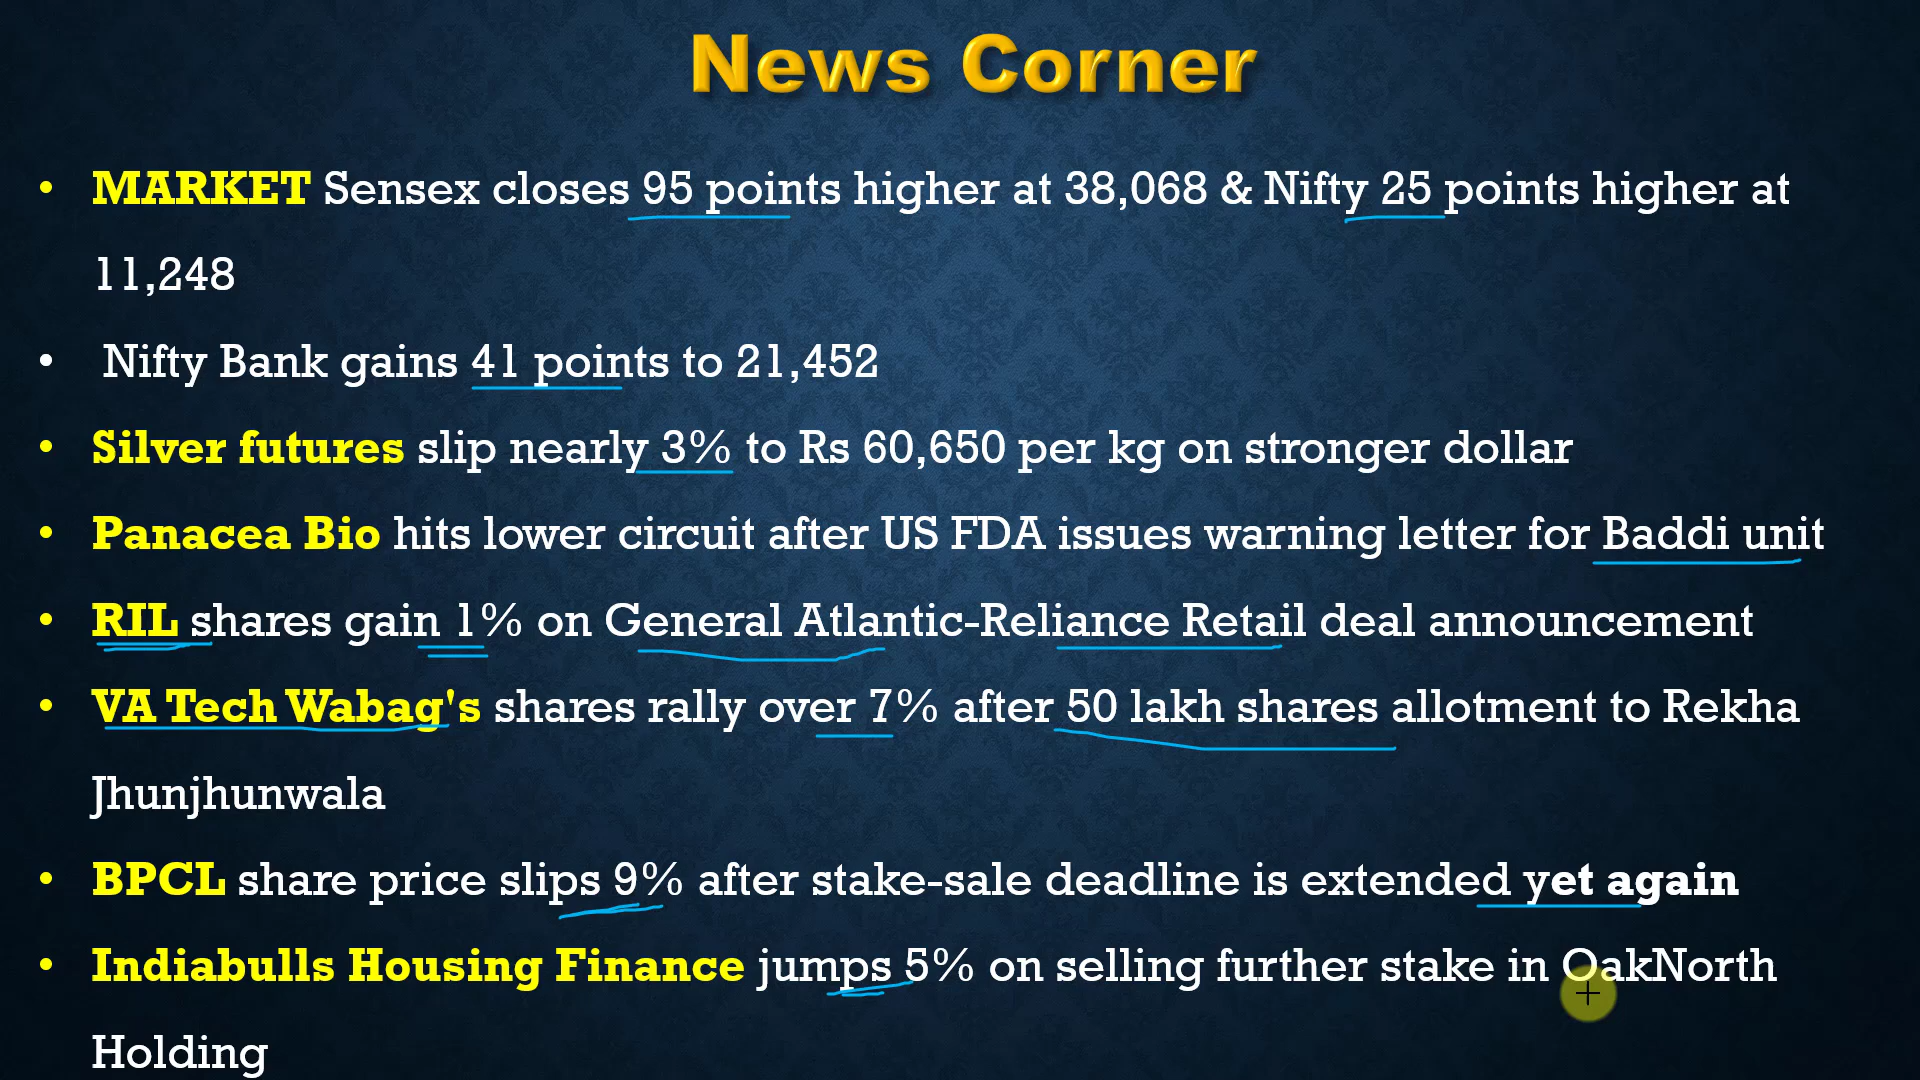 News Corner
• MARKET Sensex closes 95 points higher at 38,068 & Nifty 25 points higher at
11,248
• Nifty Bank gains 41 points to 21,452
• Silver futures slip nearly 3% to Rs 60,650 per kg on stronger dollar
• Panacea Bio hits lower circuit after US FDA issues warning letter for Baddi unit
• RIL shares gain 1% on General Atlantic-Reliance Retail deal announcement
• VA Tech Wabag's shares rally over 7% after 50 lakh shares allotment to Rekha
Jhunjhunwala
• BPCL share price slips 9% after stake-sale deadline is extended yet again
• Indiabulls Housing Finance jumps 5% on selling further stake in OakNorth
Holding